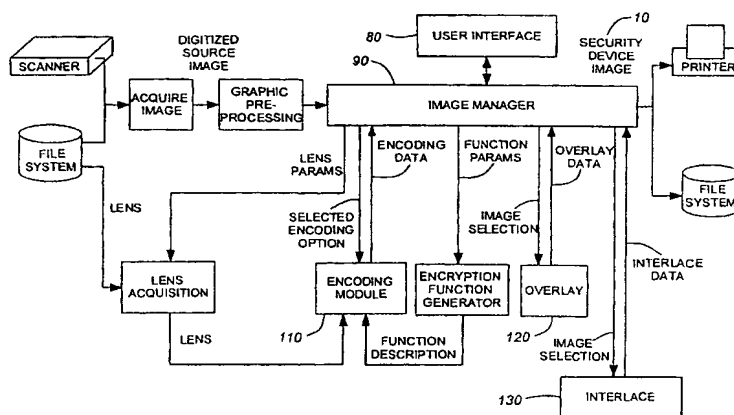 10
80
USER INTERFACE
SECURITY
DEVICE
IMAGE
DIGITIZED
SOURCE
IMAGE
90
SCANNER
PRINTER
ACQUIRE
IMAGE
GRAPHIC
PRE-
PROCESSING
IMAGE MANAGER
FILE
SYSTEM
LENS
PARAMS
ENCODING
DATA
FUNCTION
PARAMS
OVERLAY
DATA
FILE
SYSTEM
LENS
SELECTED
ENCODING
OPTION
IMAGE
SELECTION
INTERLACE
DATA
LENS
ACQUISITION
ENCODING
MODULE
ENCRYPTION
FUNCTION
GENERATOR
OVERLAY
110
120
LENS
FUNCTION
DESCRIPTION
IMAGE
SELECTION
130
INTERLACE